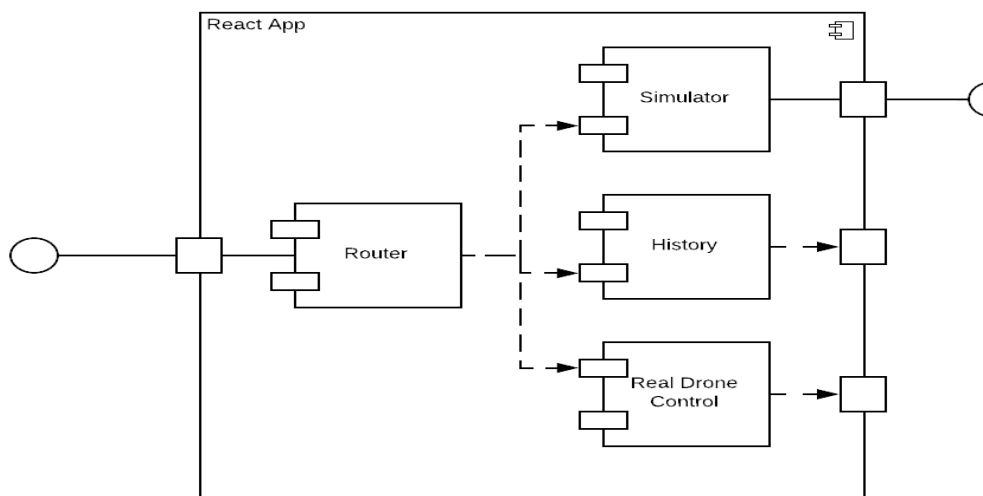 React App
Simulator
Router
History
Real Drone
Control